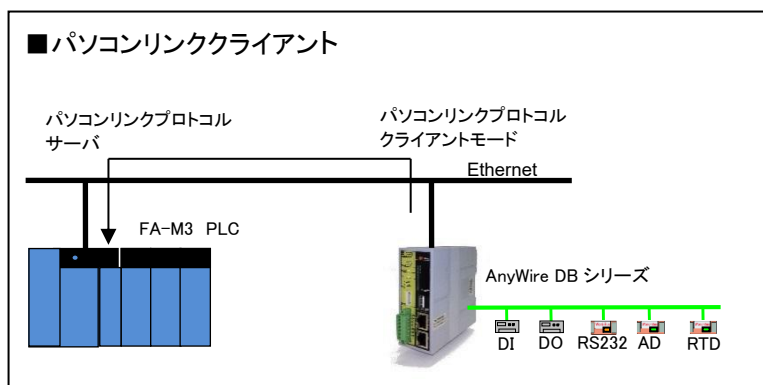 ■パソコンリンククライアント
パソコンリンクプロトコル
サーバ
パソコンリンクプロトコル
クライアントモード
Ethernet
FA-M3 PLC
AnyWire DB シリーズ
DI DO RS232 AD RTD